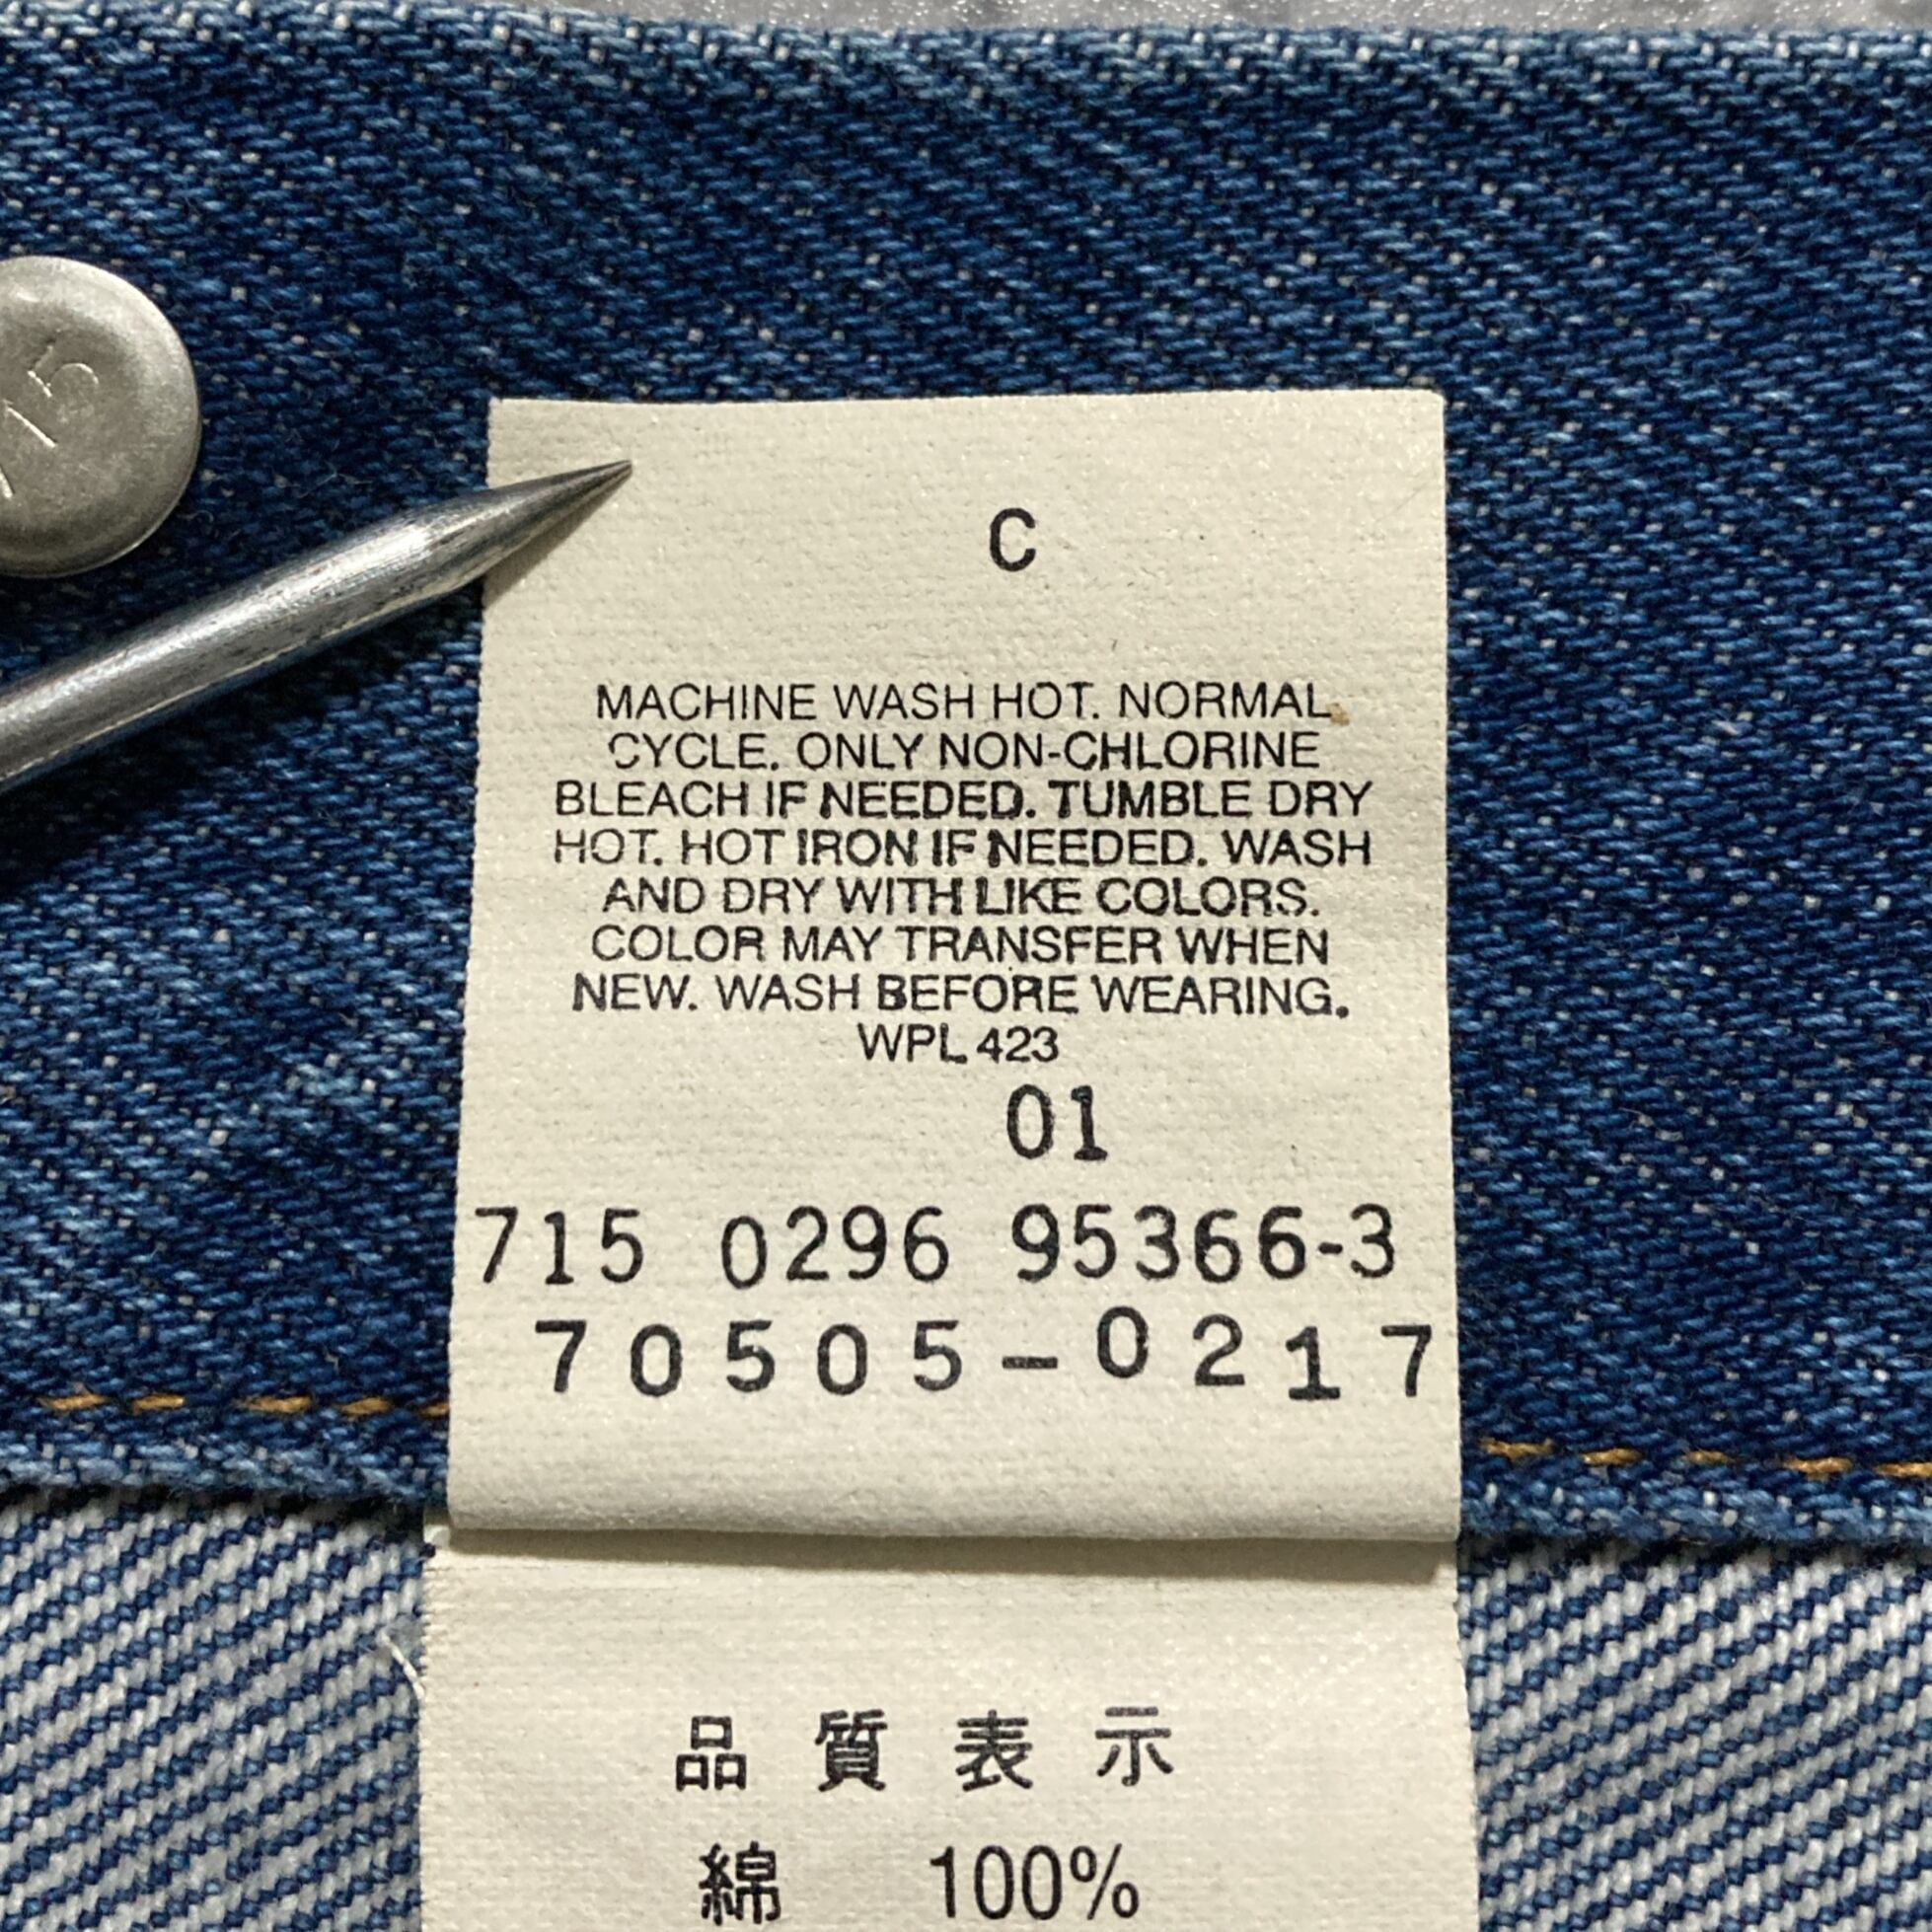 715
C
MACHINE WASH HOT. NORMAL
CYCLE. ONLY NON-CHLORINE
BLEACH IF NEEDED. TUMBLE DRY
HOT. HOT IRON IF NEEDED. WASH
AND DRY WITH LIKE COLORS.
COLOR MAY TRANSFER WHEN
NEW. WASH BEFORE WEARING.
WPL 423
01
715 0296 95366-3
70505-0217
品質表示
綿 100%